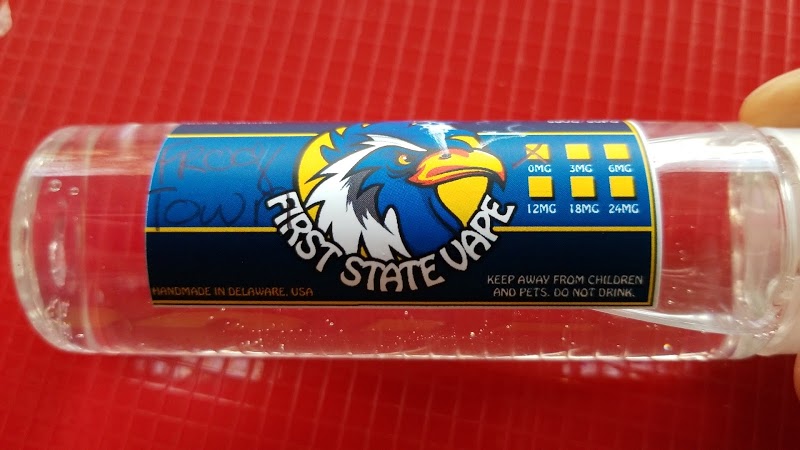 Town
FIRST STATE VAPE
0MG 3MG 6MG
12MG 18MG 24MG
HANDMADE IN DELAWARE, USA
KEEP AWAY FROM CHILDREN
AND PETS. DO NOT DRINK.